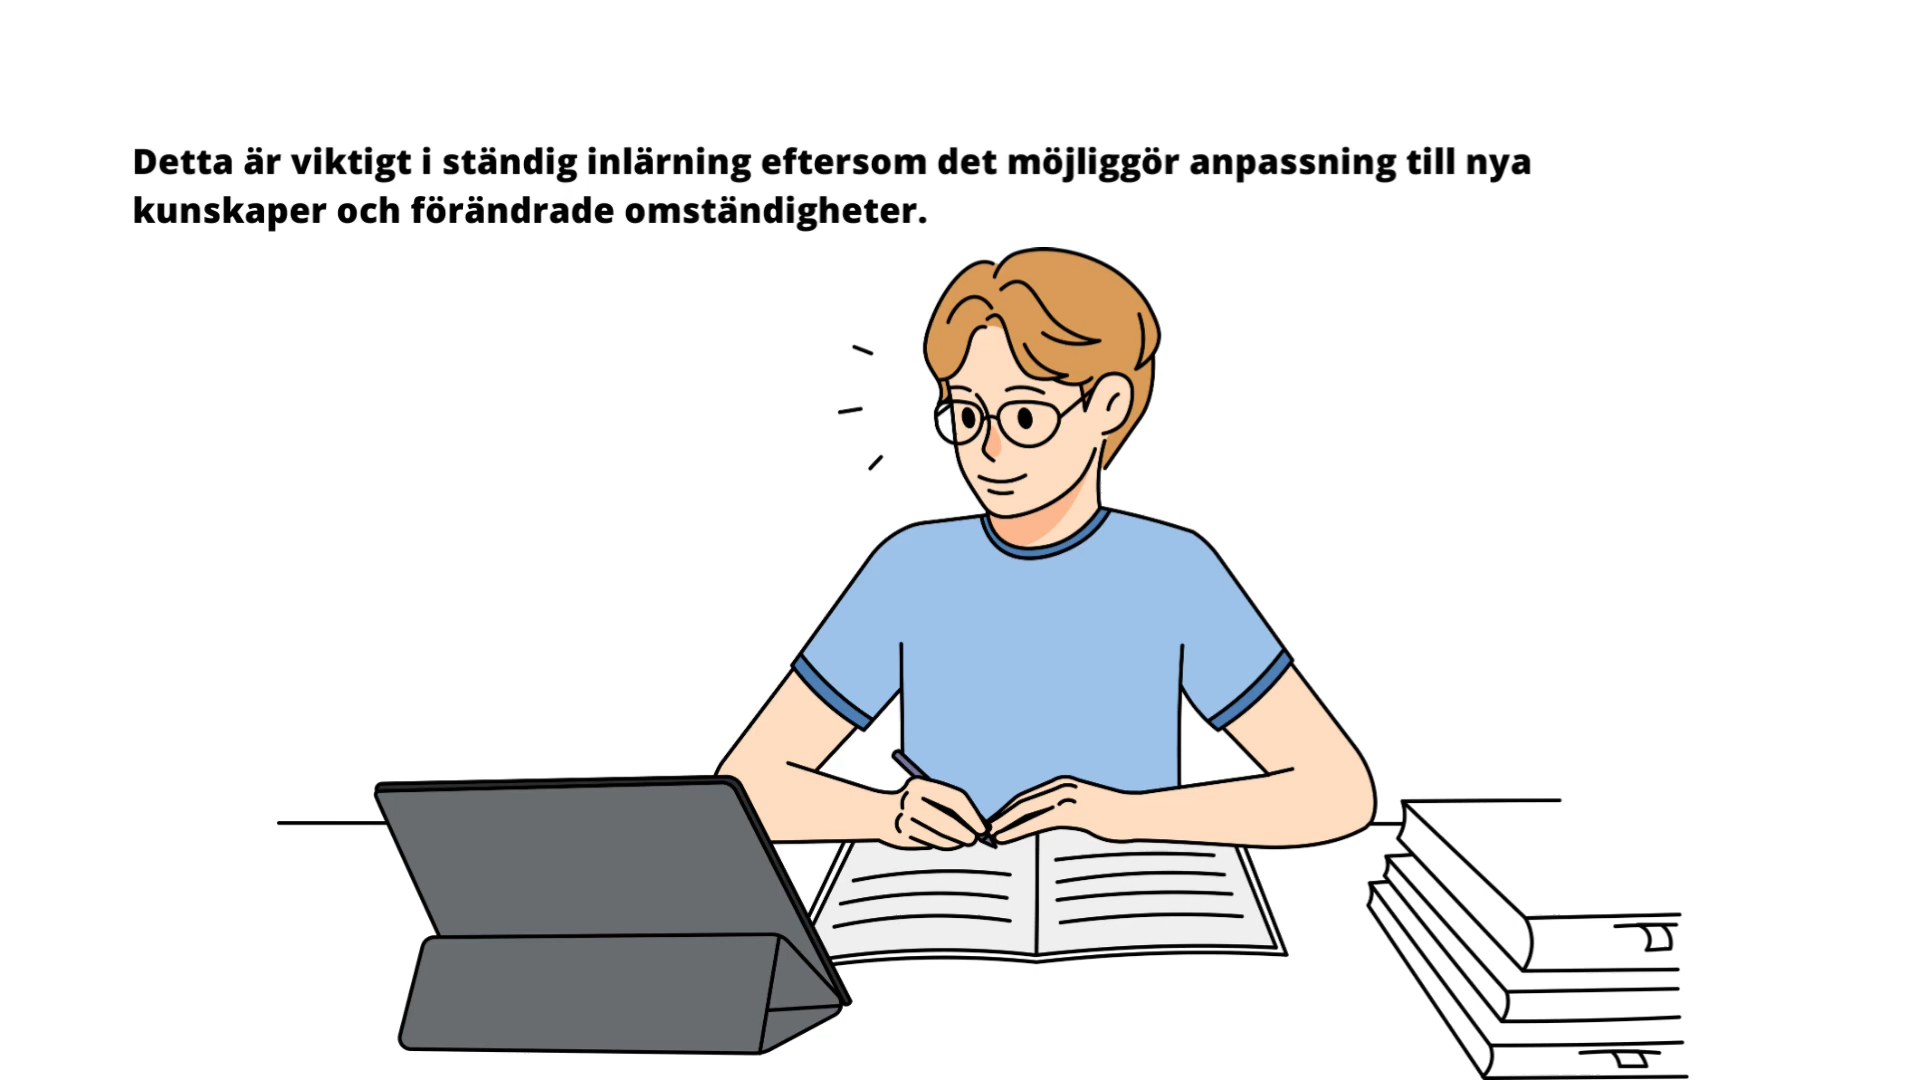 Detta är viktigt i ständig inlärning eftersom det möjliggör anpassning till nya
kunskaper och förändrade omständigheter.